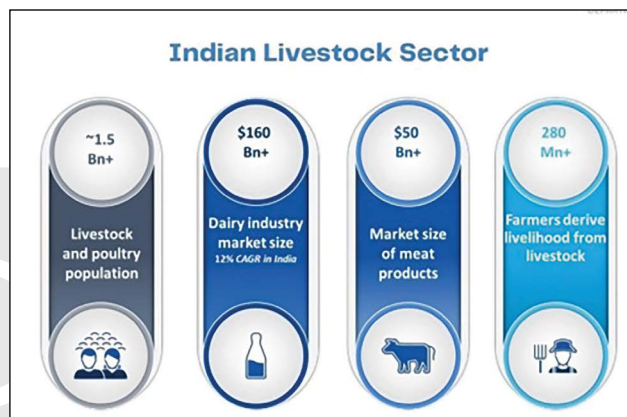 Indian Livestock Sector
~1.5
Bn+
Livestock
and poultry
population
$160
Bn+
Dairy industry
market size
12% CAGR in India
$50
Bn+
Market size
of meat
products
280
Mn+
Farmers derive
livelihood from
livestock